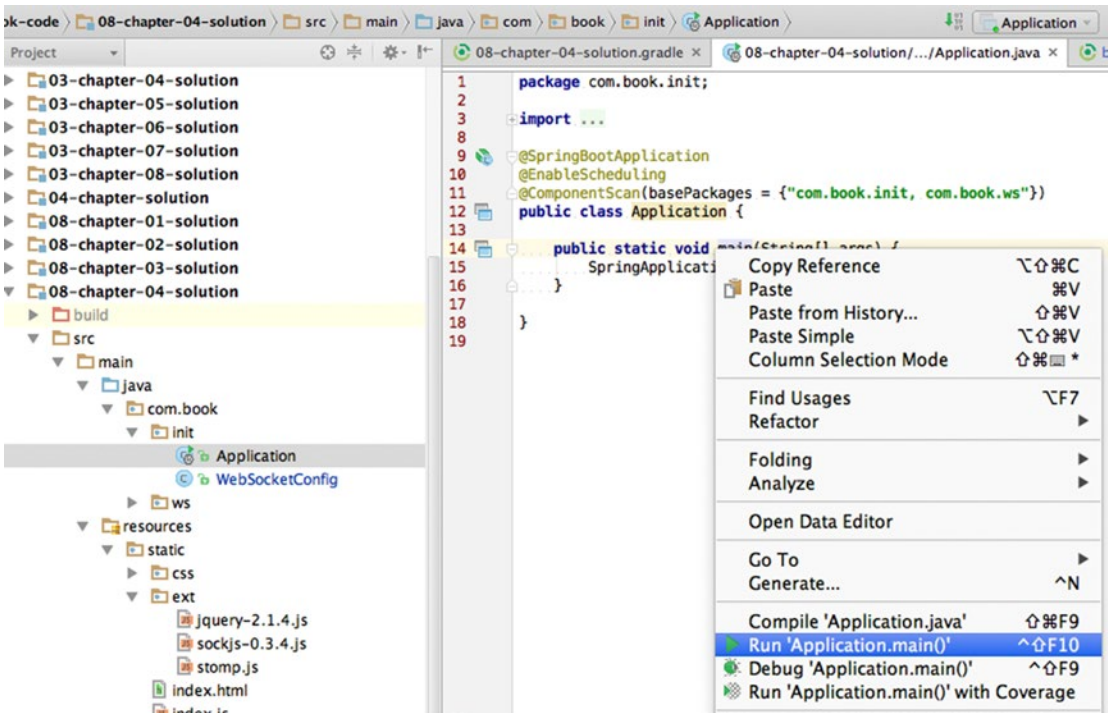 ok-code 08-chapter-04-solution src main java com book init Application Application
Project
08-chapter-04-solution.gradle × 08-chapter-04-solution/.../Application.java × b
03-chapter-04-solution
03-chapter-05-solution
03-chapter-06-solution
03-chapter-07-solution
03-chapter-08-solution
04-chapter-solution
08-chapter-01-solution
08-chapter-02-solution
08-chapter-03-solution
08-chapter-04-solution
build
src
main
java
com.book
init
Application
WebSocketConfig
ws
resources
static
css
ext
jquery-2.1.4.js
sockjs-0.3.4.js
stomp.js
index.html
index.js
1 package com.book.init;
2
3 import ...
8
9 @SpringBootApplication
10 @EnableScheduling
11 @ComponentScan(basePackages = {"com.book.init, com.book.ws"})
12 public class Application {
13
14 public static void main(String[] args) {
15 SpringApplicati
16 }
17
18 }
19
Copy Reference ⌥⇧⌘C
Paste ⌘V
Paste from History... ⇧⌘V
Paste Simple ⌥⇧⌘V
Column Selection Mode ⇧⌘⌨ *
Find Usages ⌥F7
Refactor
Folding
Analyze
Open Data Editor
Go To
Generate... ^N
Compile 'Application.java' ⇧⌘F9
Run 'Application.main()' ^⇧F10
Debug 'Application.main()' ^⇧F9
Run 'Application.main()' with Coverage